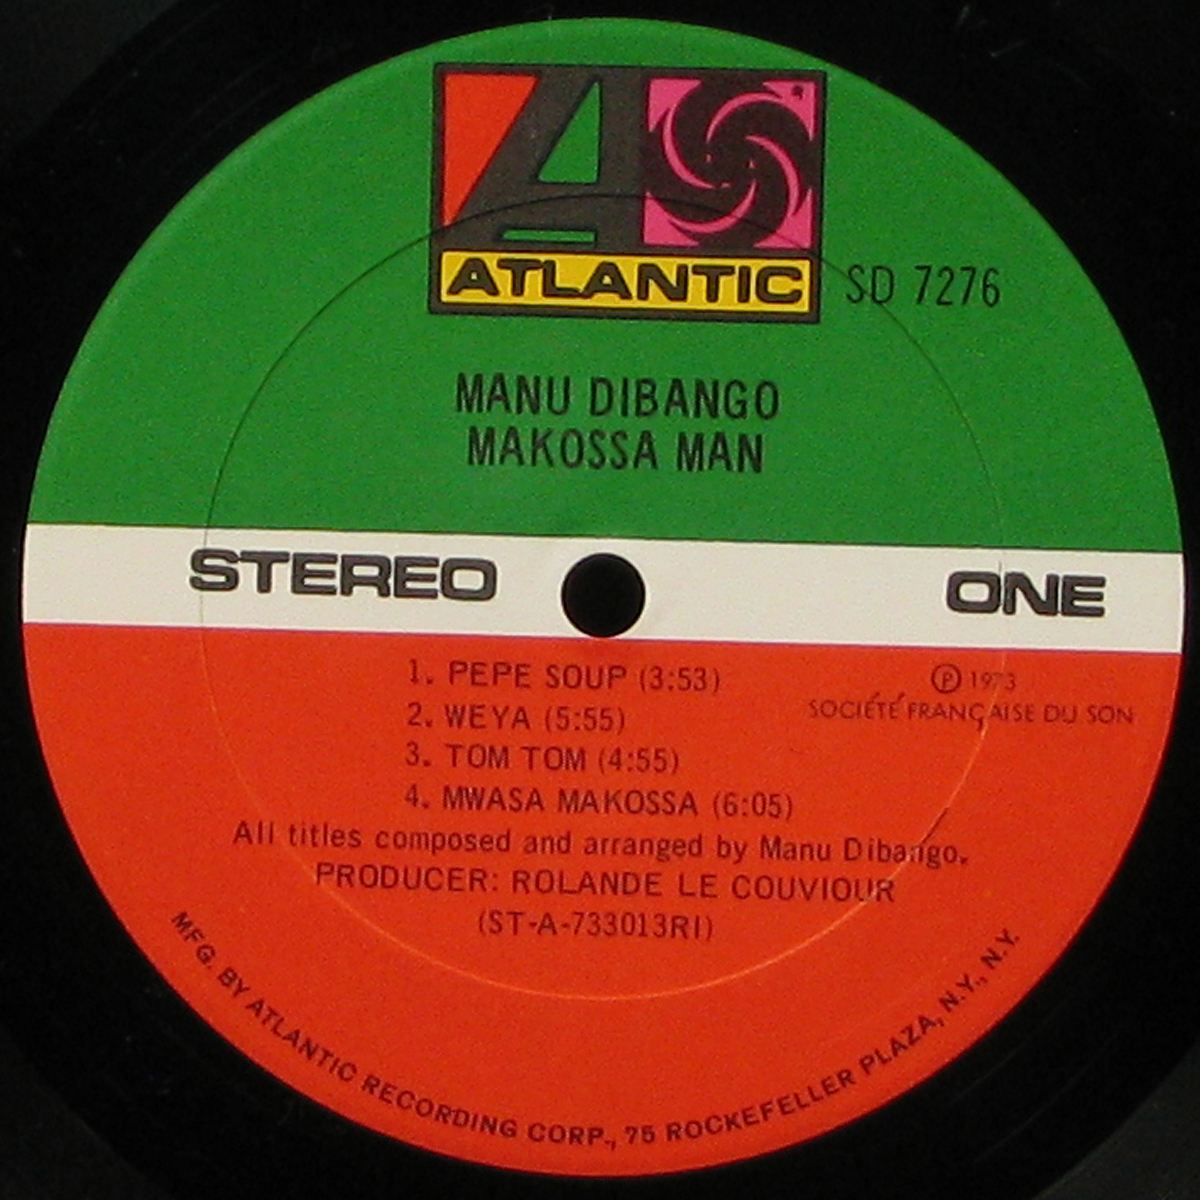 ATLANTIC
SD 7276
MANU DIBANGO
MAKOSSA MAN
STEREO
ONE
1. PEPE SOUP (3:53)
2. WEYA (5:55)
3. TOM TOM (4:55)
4. MWASA MAKOSSA (6:05)
℗ 1973
SOCIÉTÉ FRANÇAISE DU SON
All titles composed and arranged by Manu Dibango.
PRODUCER: ROLANDE LE COUVIOUR
(ST-A-733013RI)
MFG. BY ATLANTIC RECORDING CORP., 75 ROCKEFELLER PLAZA, N.Y., N.Y.